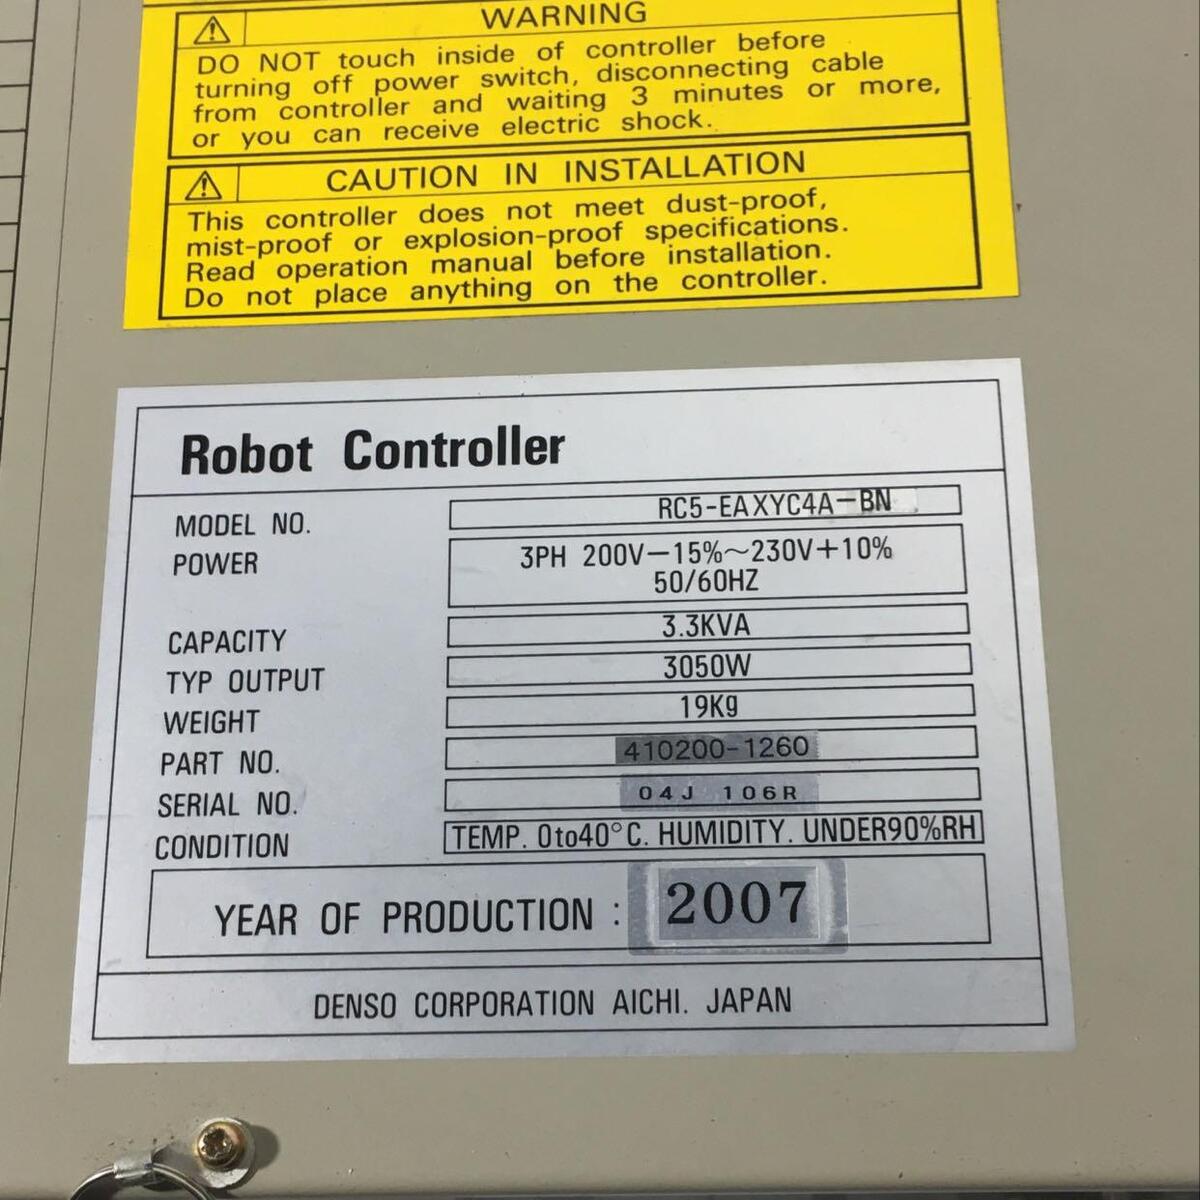 WARNING
DO NOT touch inside of controller before
turning off power switch, disconnecting cable
from controller and waiting 3 minutes or more,
or you can receive electric shock.
CAUTION IN INSTALLATION
This controller does not meet dust-proof,
mist-proof or explosion-proof specifications.
Read operation manual before installation.
Do not place anything on the controller.
Robot Controller
MODEL NO. RC5-EAXYC4A-BN
POWER 3PH 200V-15%~230V+10%
50/60HZ
CAPACITY 3.3KVA
TYP OUTPUT 3050W
WEIGHT 19Kg
PART NO. 410200-1260
SERIAL NO. 04J 106R
CONDITION TEMP. 0to40°C. HUMIDITY. UNDER90%RH
YEAR OF PRODUCTION : 2007
DENSO CORPORATION AICHI. JAPAN